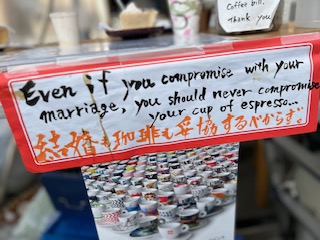 Coffee bill.
Thank you
Even if you compromise with your
marriage, you should never compromise
your cup of espresso...
結婚も珈琲も妥協するべからず。